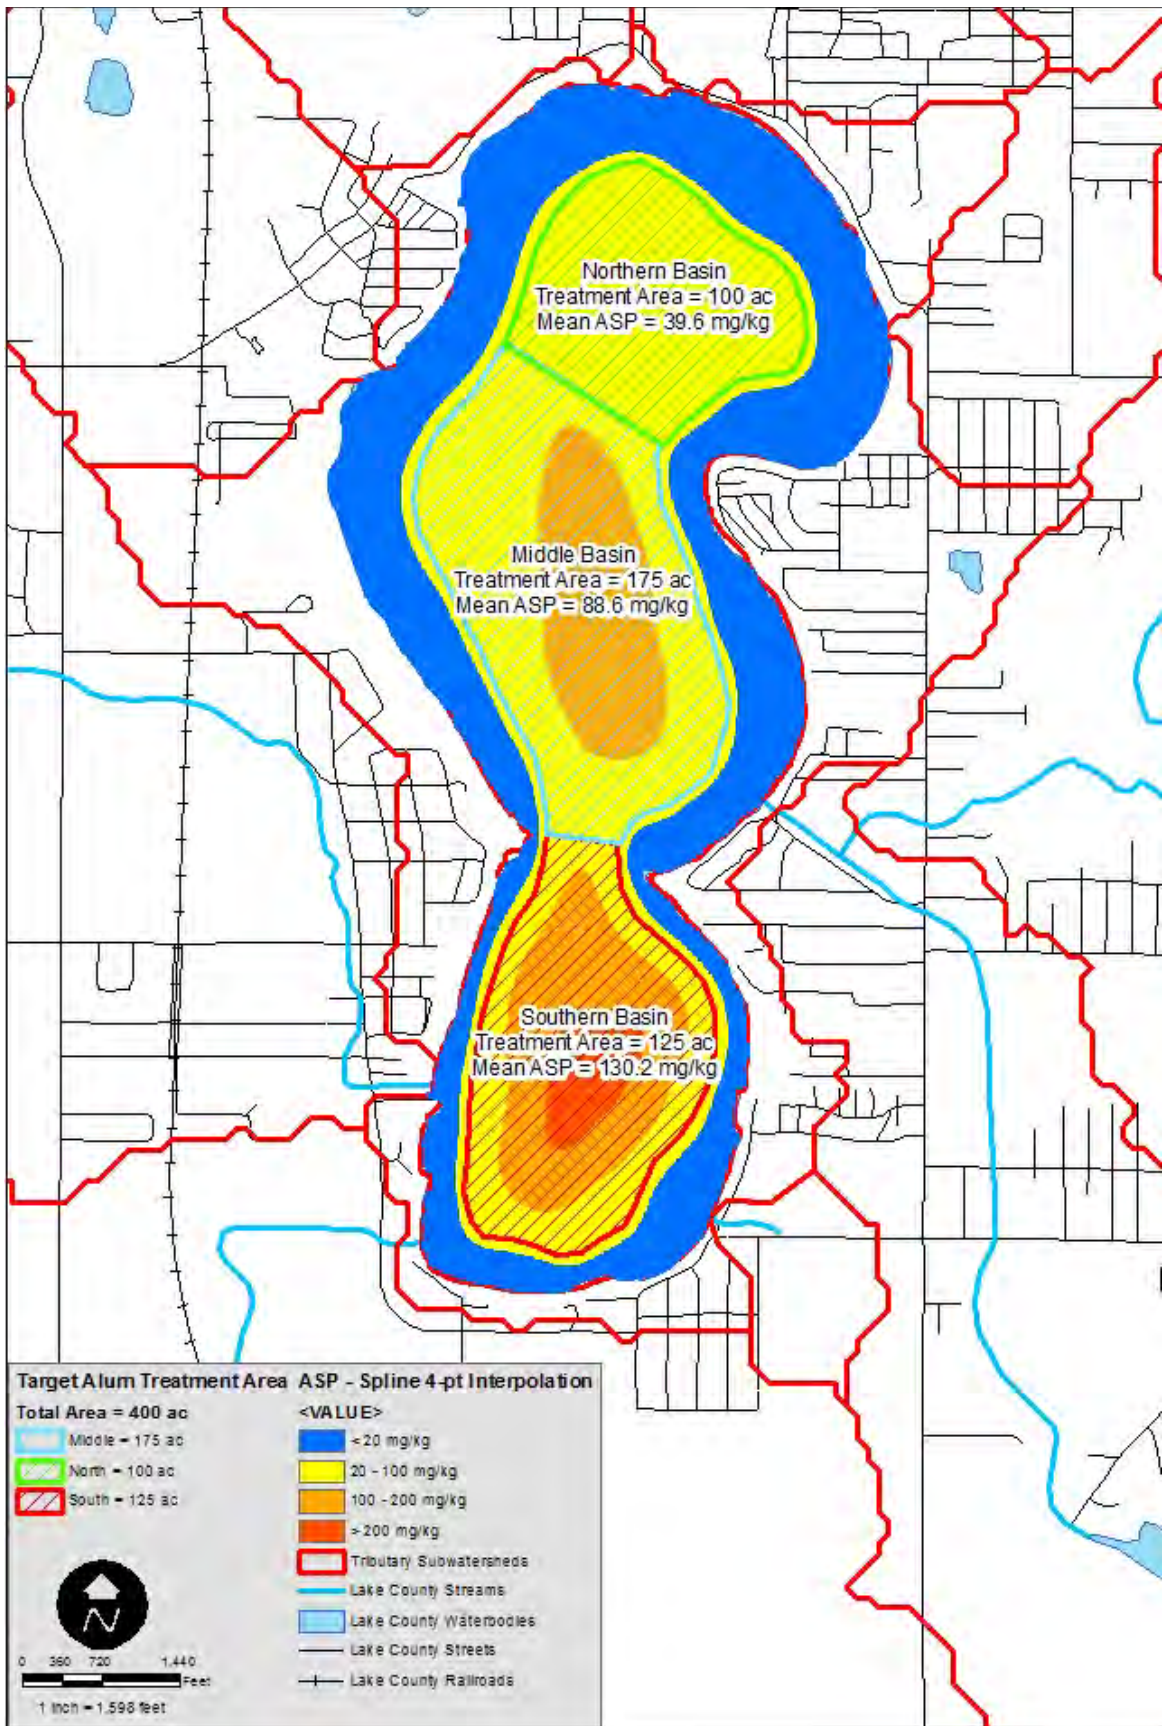 Northern Basin
Treatment Area = 100 ac
Mean ASP = 39.6 mg/kg
Middle Basin
Treatment Area = 175 ac
Mean ASP = 88.6 mg/kg
Southern Basin
Treatment Area = 125 ac
Mean ASP = 130.2 mg/kg
Target Alum Treatment Area
Total Area = 400 ac
Middle = 175 ac
North = 100 ac
South = 125 ac
ASP - Spline 4-pt Interpolation
<VALUE>
< 20 mg/kg
20 - 100 mg/kg
100 - 200 mg/kg
> 200 mg/kg
Tributary Subwatersheds
Lake County Streams
Lake County Waterbodies
Lake County Streets
Lake County Railroads
N
0 360 720 1,440
Feet
1 inch = 1,598 feet